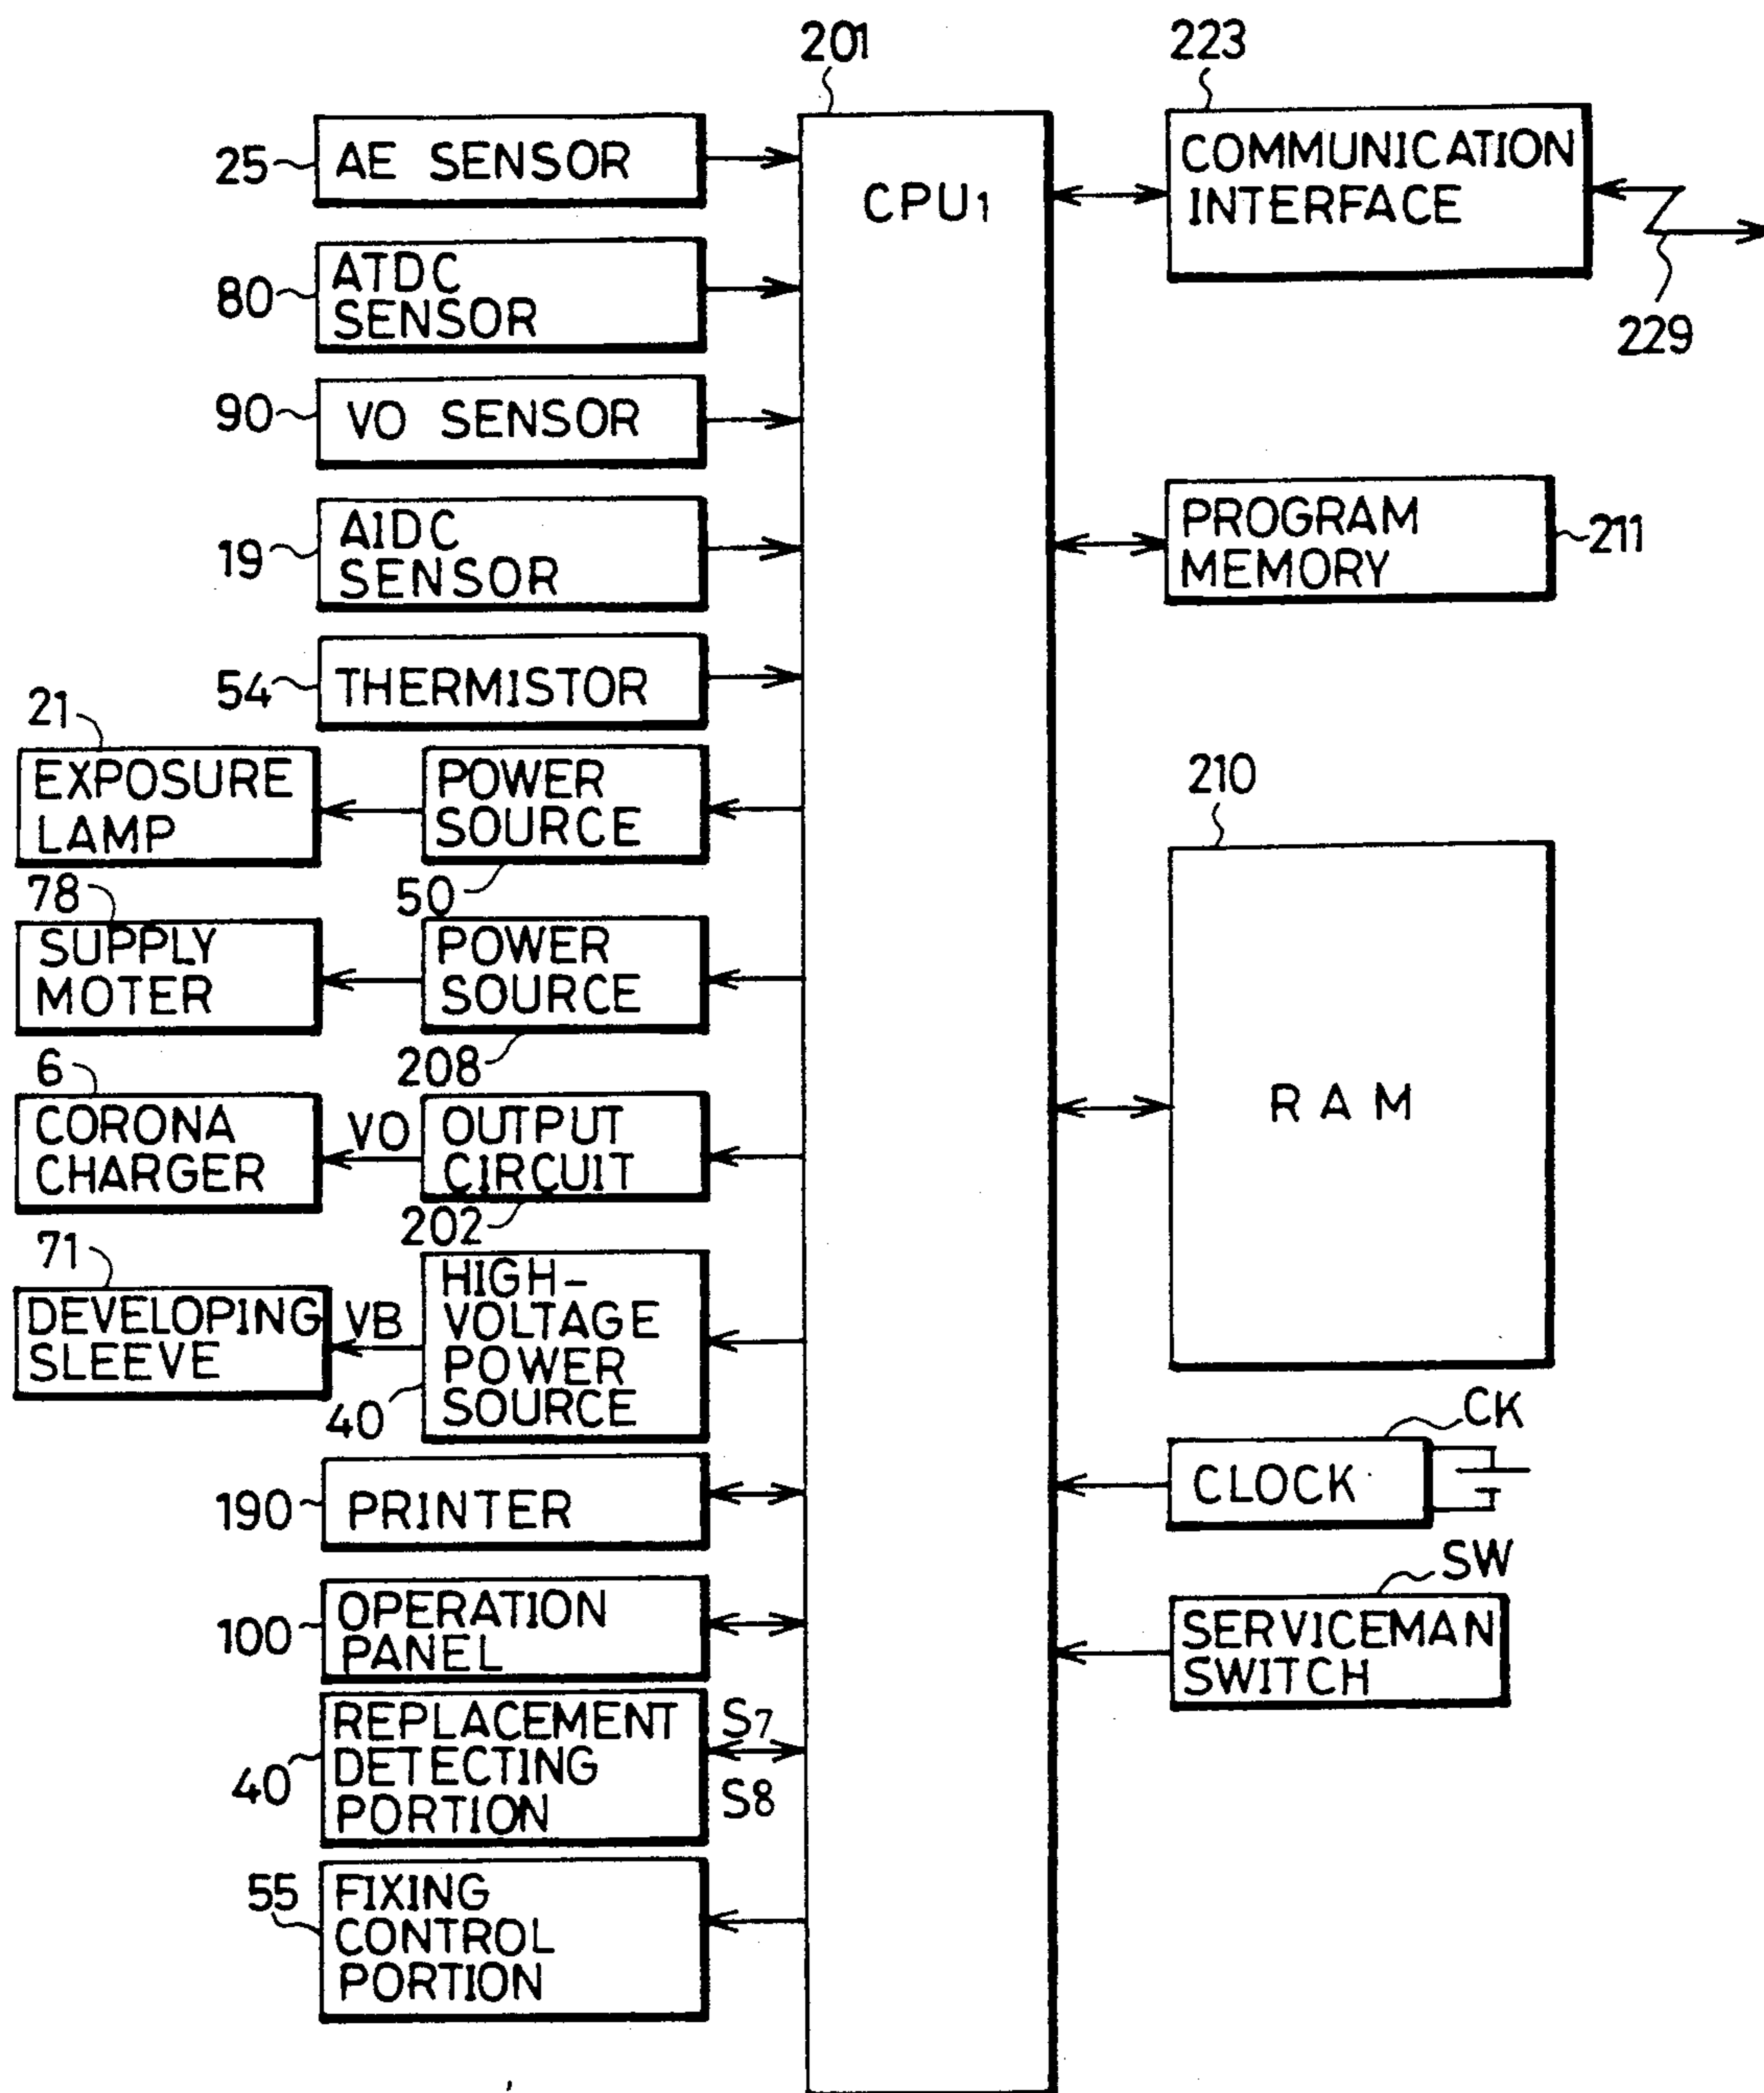 201
223
25
AE SENSOR
CPU1
COMMUNICATION
INTERFACE
229
80
ATDC
SENSOR
90
VO SENSOR
19
AIDC
SENSOR
PROGRAM
MEMORY
211
54
THERMISTOR
21
EXPOSURE
LAMP
POWER
SOURCE
50
210
RAM
78
SUPPLY
MOTER
POWER
SOURCE
208
6
CORONA
CHARGER
VO
OUTPUT
CIRCUIT
202
71
DEVELOPING
SLEEVE
VB
HIGH-
VOLTAGE
POWER
SOURCE
40
CK
CLOCK
190
PRINTER
SW
SERVICEMAN
SWITCH
100
OPERATION
PANEL
40
REPLACEMENT
DETECTING
PORTION
S7
S8
55
FIXING
CONTROL
PORTION